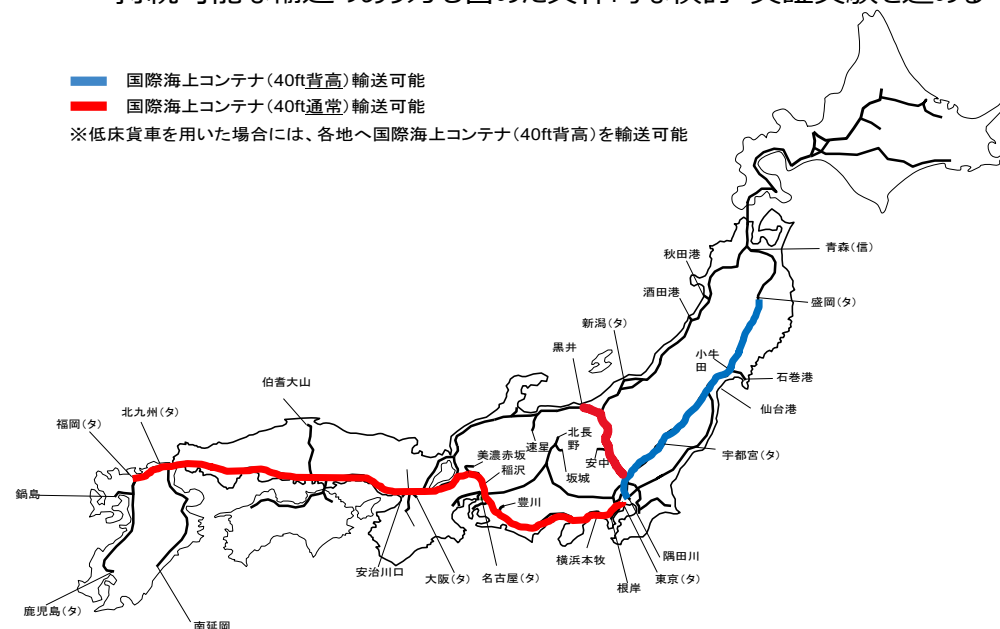 国際海上コンテナ（40ft背高）輸送可能
国際海上コンテナ（40ft通常）輸送可能
※低床貨車を用いた場合には、各地へ国際海上コンテナ（40ft背高）を輸送可能
青森（信）
秋田港
酒田港
盛岡（タ）
新潟（タ）
黒井
小牛
田
石巻港
仙台港
伯耆大山
北九州（タ）
福岡（タ）
北長
野
速星
美濃赤坂
稲沢
安中
坂城
宇都宮（タ）
鍋島
豊川
横浜本牧
隅田川
安治川口
大阪（タ）
名古屋（タ）
東京（タ）
根岸
鹿児島（タ）
南延岡